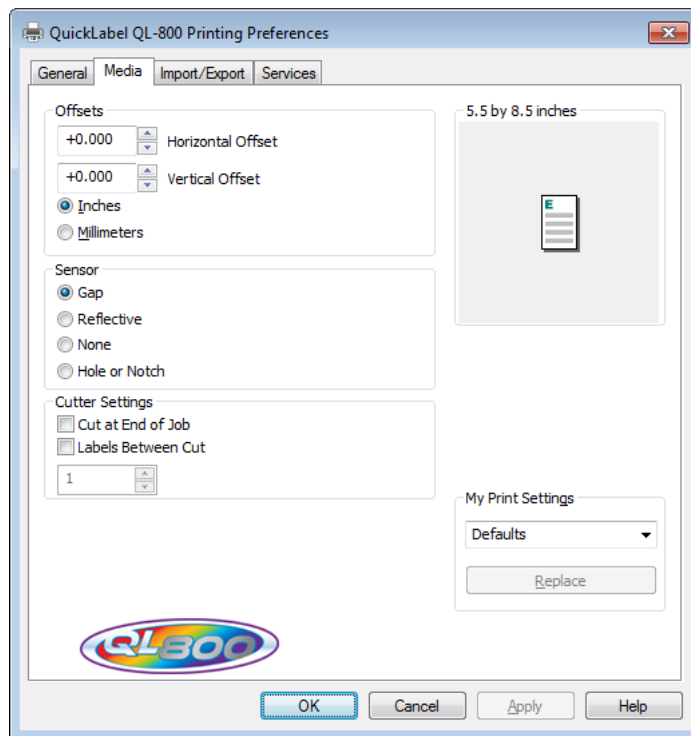 QuickLabel QL-800 Printing Preferences
General Media Import/Export Services
Offsets
+0.000 Horizontal Offset
+0.000 Vertical Offset
Inches
Millimeters
Sensor
Gap
Reflective
None
Hole or Notch
Cutter Settings
Cut at End of Job
Labels Between Cut
1
5.5 by 8.5 inches
E
My Print Settings
Defaults
Replace
QL800
OK Cancel Apply Help